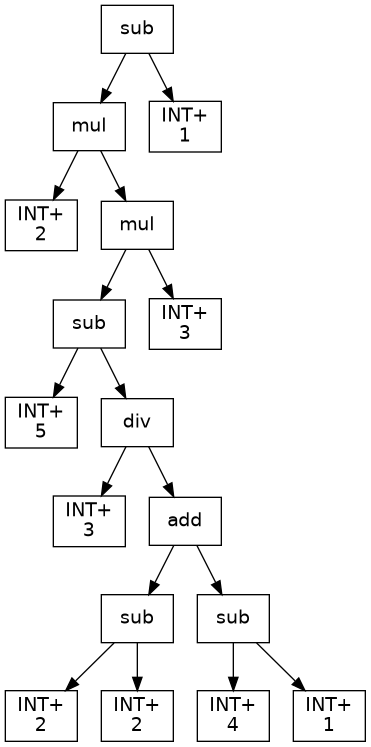 sub
mul
INT+
1
INT+
2
mul
sub
INT+
3
INT+
5
div
INT+
3
add
sub
sub
INT+
2
INT+
2
INT+
4
INT+
1